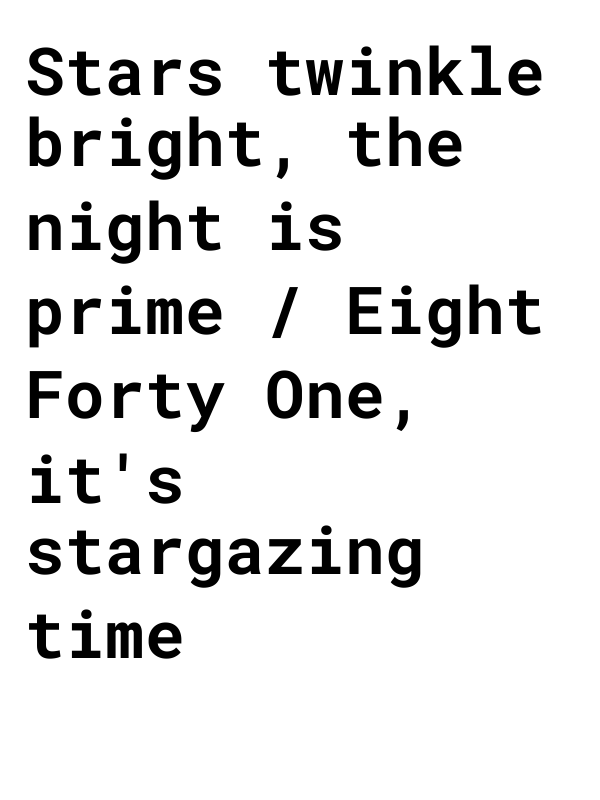 Stars twinkle
bright, the
night is
prime / Eight
Forty One,
it's
stargazing
time